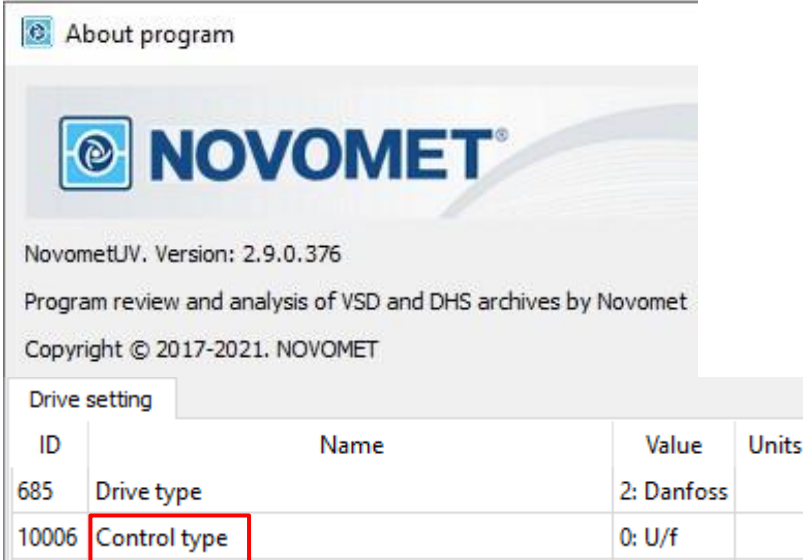 About program
NOVOMET®
NovometUV. Version: 2.9.0.376
Program review and analysis of VSD and DHS archives by Novomet
Copyright © 2017-2021. NOVOMET
Drive setting
ID Name Value Units
685 Drive type 2: Danfoss
10006 Control type 0: U/f